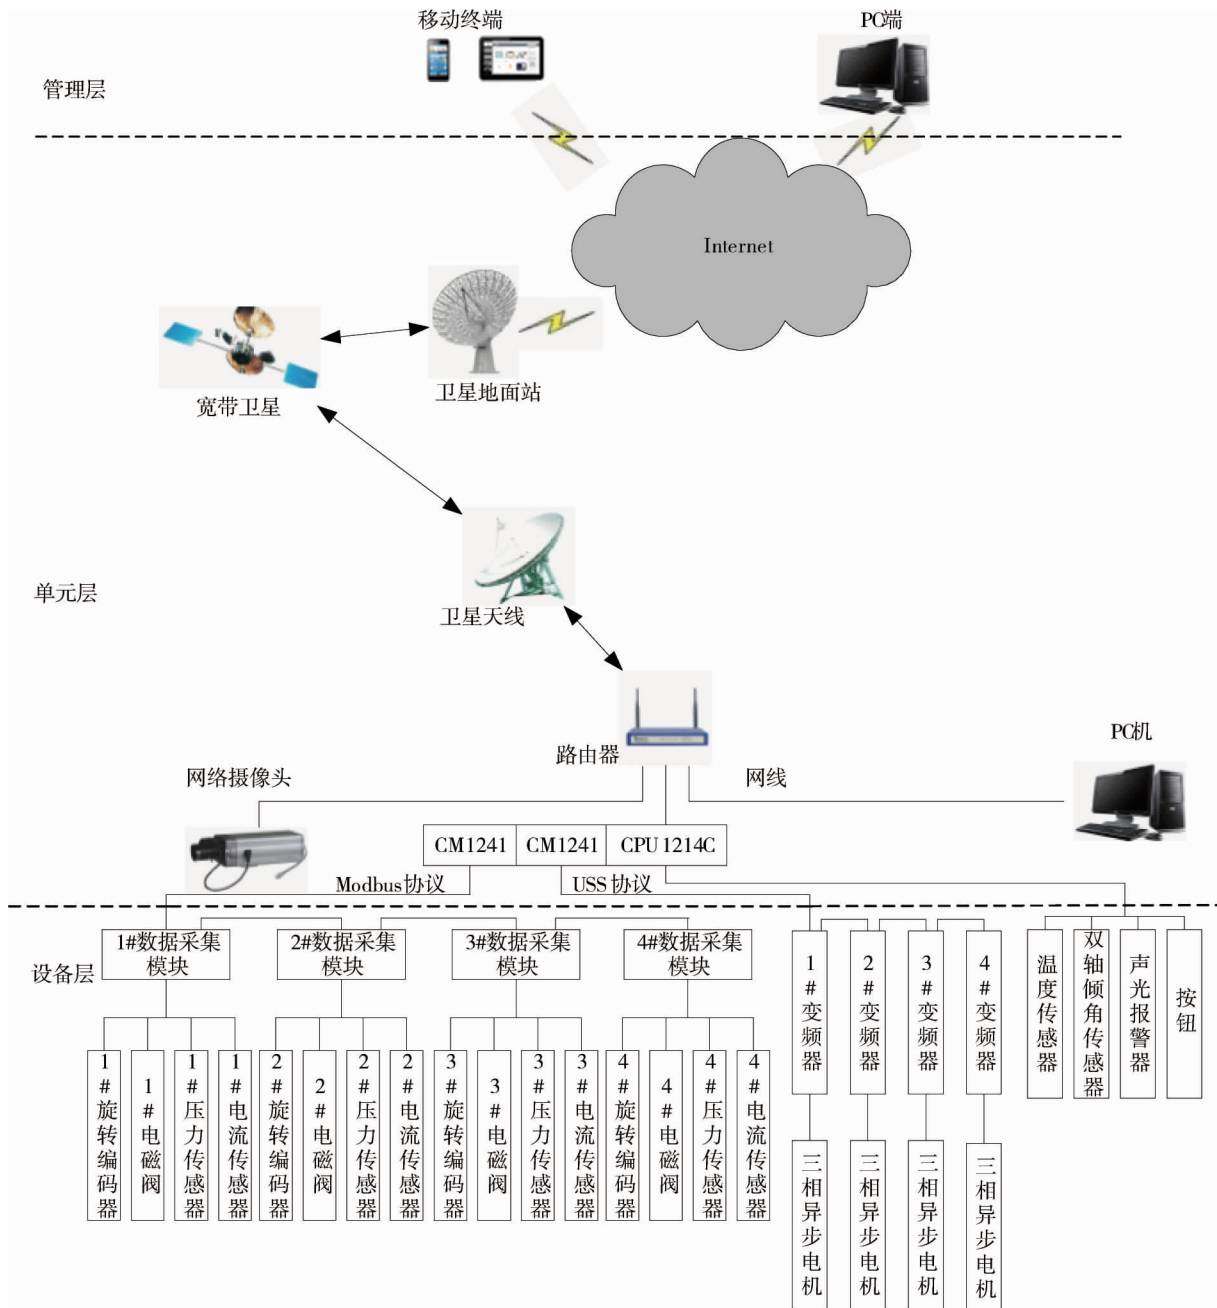 移动终端
PC端
管理层
Internet
卫星地面站
宽带卫星
单元层
卫星天线
路由器
PC机
网络摄像头
网线
CM1241
CM1241
CPU 1214C
Modbus协议
USS协议
设备层
1#数据采集
模块
2#数据采集
模块
3#数据采集
模块
4#数据采集
模块
1#旋转编码器
1#电磁阀
1#压力传感器
1#电流传感器
2#旋转编码器
2#电磁阀
2#压力传感器
2#电流传感器
3#旋转编码器
3#电磁阀
3#压力传感器
3#电流传感器
4#旋转编码器
4#电磁阀
4#压力传感器
4#电流传感器
1#变频器
2#变频器
3#变频器
4#变频器
三相异步电机
三相异步电机
三相异步电机
三相异步电机
温度传感器
双轴倾角传感器
声光报警器
按钮